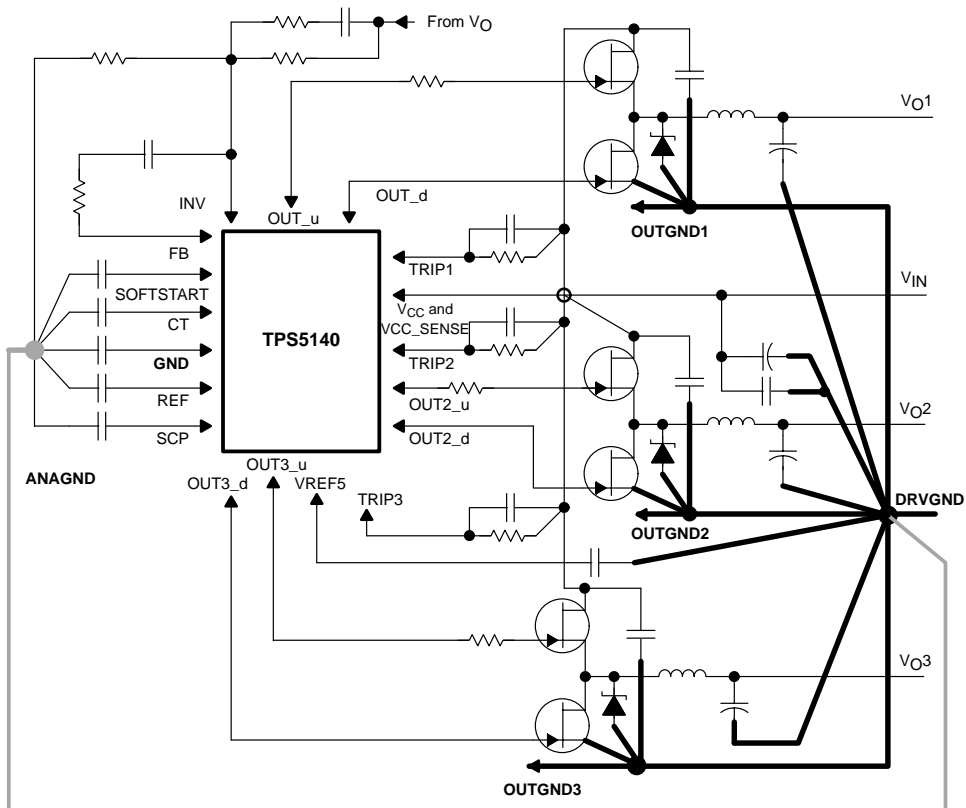 From VO
VO1
OUT_d
INV
OUT_u
OUTGND1
FB
TRIP1
VIN
SOFTSTART
VCC and
VCC_SENSE
CT
TPS5140
TRIP2
GND
REF
OUT2_u
VO2
SCP
OUT2_d
OUT3_u
ANAGND
OUT3_d
VREF5
TRIP3
DRVGND
OUTGND2
VO3
OUTGND3